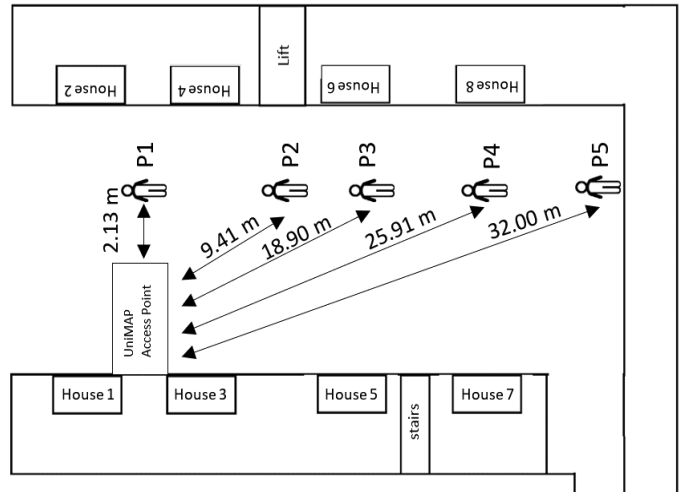 Lift
House 2
House 4
House 6
House 8
P1
P2
P3
P4
P5
2.13 m
9.41 m
18.90 m
25.91 m
32.00 m
UniMAP
Access Point
House 1
House 3
House 5
House 7
stairs